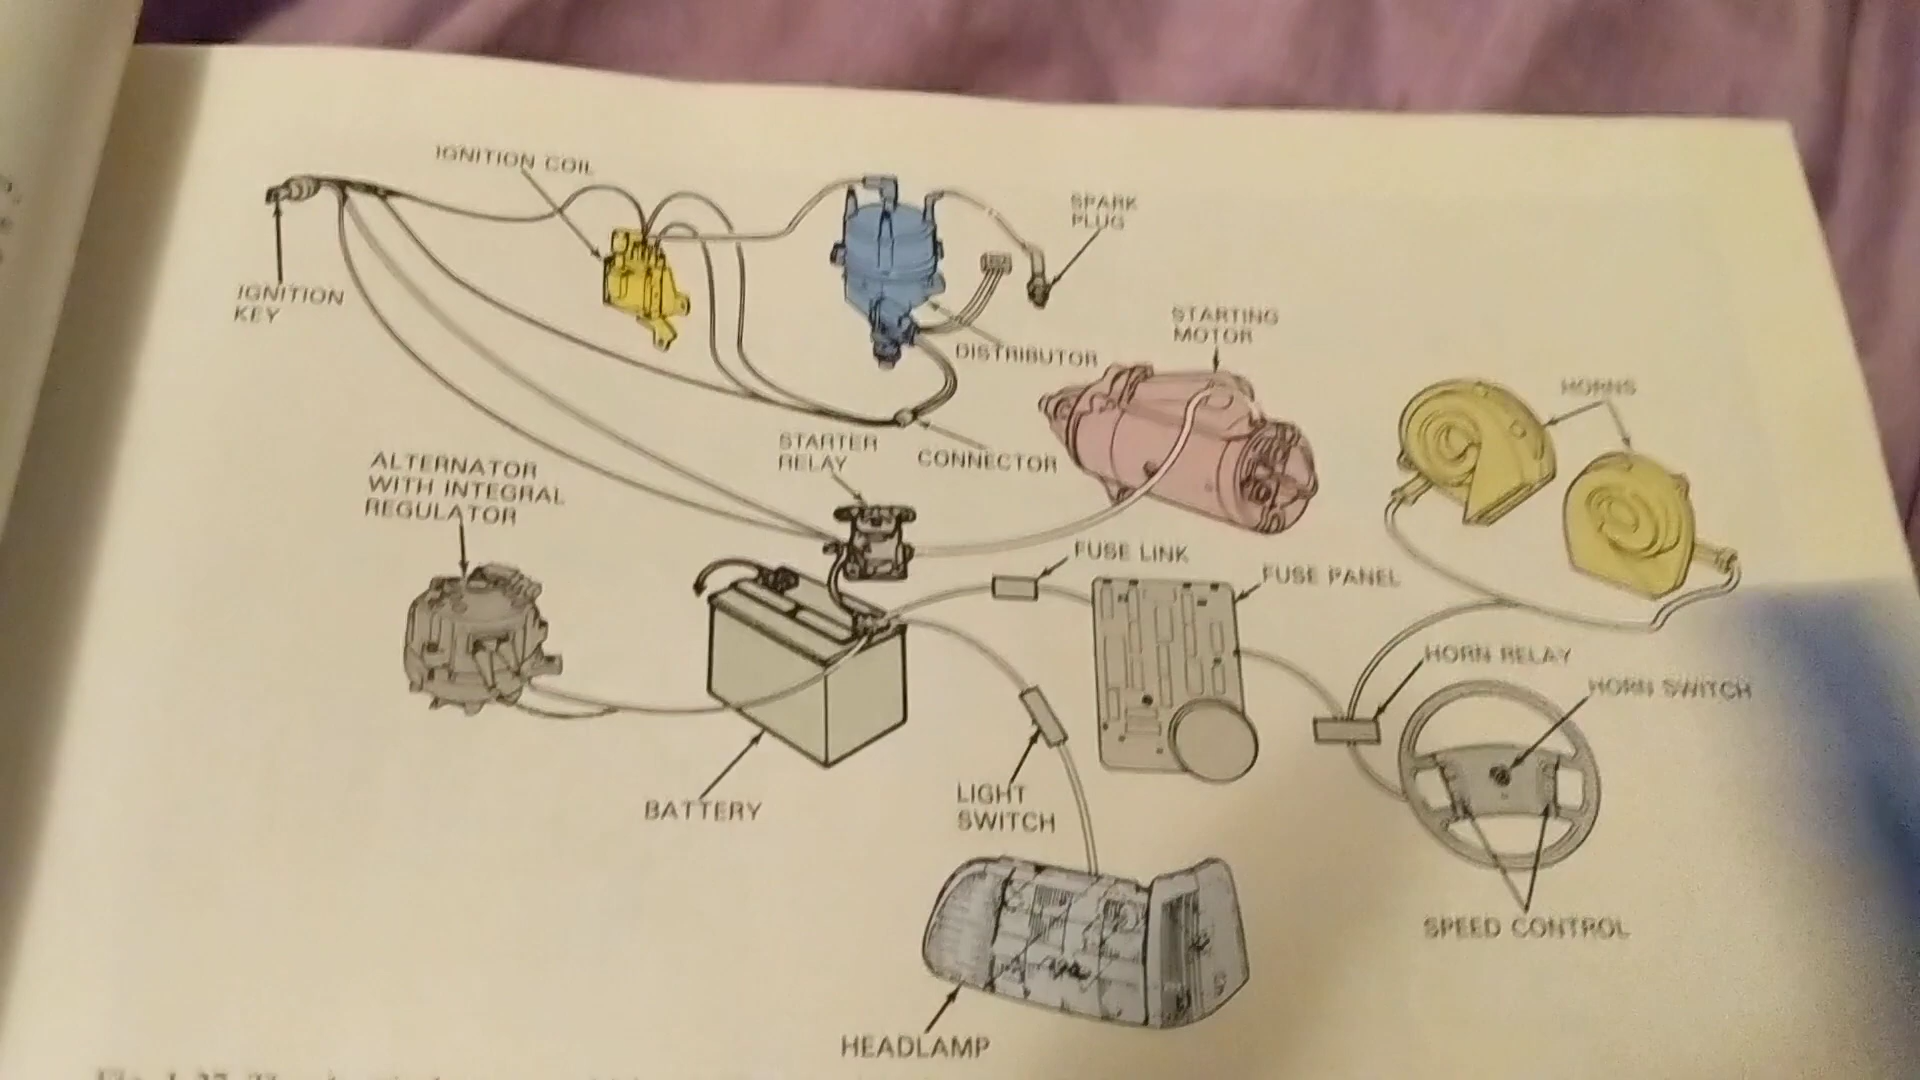 IGNITION COIL
SPARK
PLUG
IGNITION
KEY
STARTING
MOTOR
DISTRIBUTOR
HORNS
STARTER
RELAY
CONNECTOR
ALTERNATOR
WITH INTEGRAL
REGULATOR
FUSE LINK
FUSE PANEL
HORN RELAY
HORN SWITCH
LIGHT
SWITCH
BATTERY
SPEED CONTROL
HEADLAMP